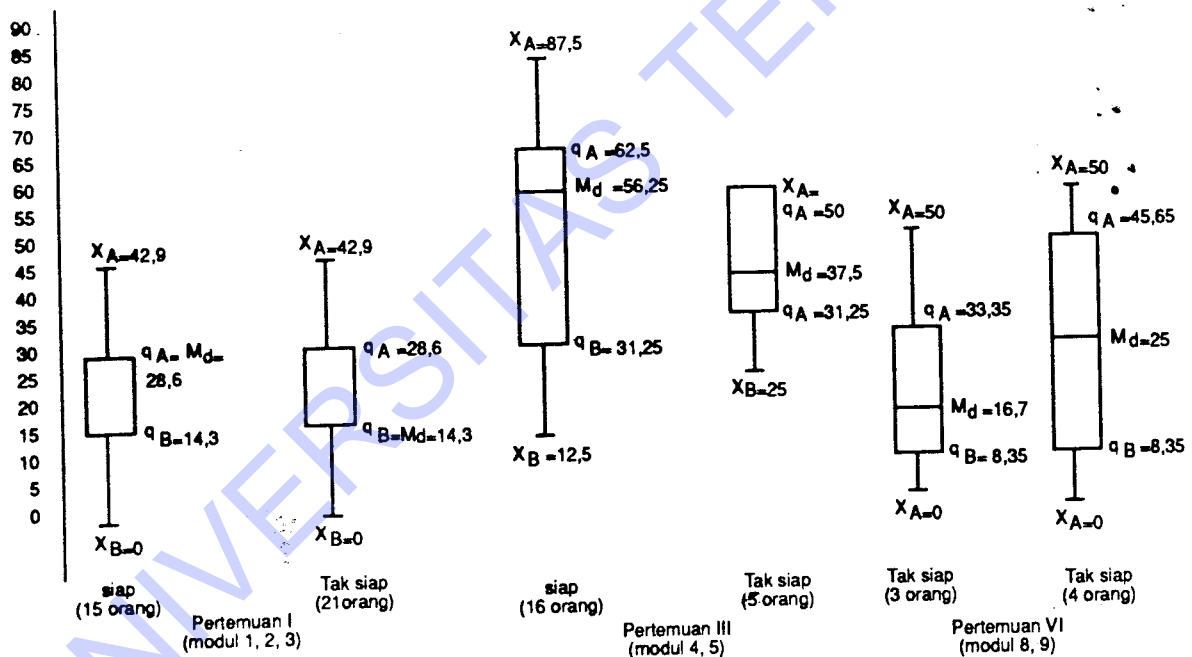 90
85
80
75
70
65
60
55
50
45
40
35
30
25
20
15
10
5
0
XA=42,9
qA= Md=
28,6
qB=14,3
XB=0
siap
(15 orang)
XA=42,9
qA =28,6
qB=Md=14,3
XB=0
Tak siap
(21 orang)
Pertemuan I
(modul 1, 2, 3)
XA=87,5
qA =62,5
Md =56,25
qB= 31,25
XB =12,5
siap
(16 orang)
XA=
qA=50
Md=37,5
qA=31,25
XB=25
Tak siap
(5 orang)
Pertemuan III
(modul 4, 5)
XA=50
qA=33,35
Md=16,7
qB= 8,35
XA=0
Tak siap
(3 orang)
XA=50
qA=45,65
Md=25
qB=8,35
XA=0
Tak siap
(4 orang)
Pertemuan VI
(modul 8, 9)